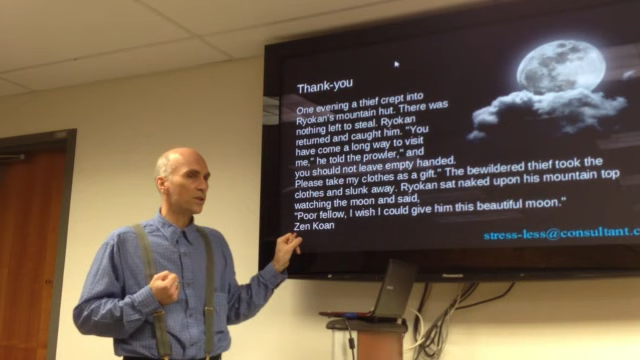 Thank-you
One evening a thief crept into
Ryokan's mountain hut. There was
nothing left to steal. Ryokan
returned and caught him. "You
have come a long way to visit
me," he told the prowler," and
you should not leave empty handed.
Please take my clothes as a gift." The bewildered thief took the
clothes and slunk away. Ryokan sat naked upon his mountain top
watching the moon and said,
"Poor fellow, I wish I could give him this beautiful moon."
Zen Koan
stress-less@consultant.c
Panasonic